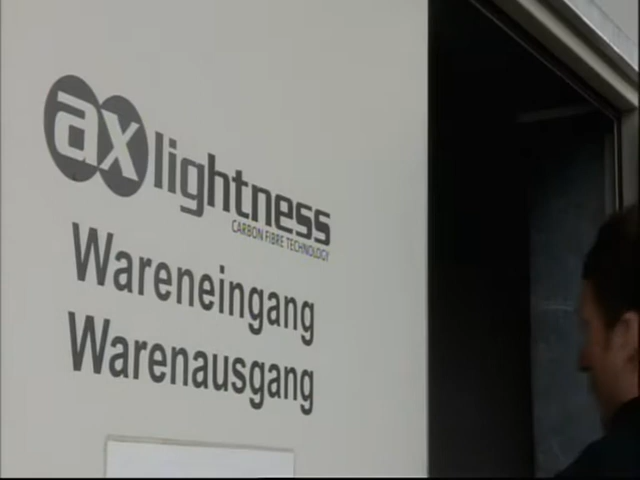 ax lightness
CARBON FIBRE TECHNOLOGY
Wareneingang
Warenausgang